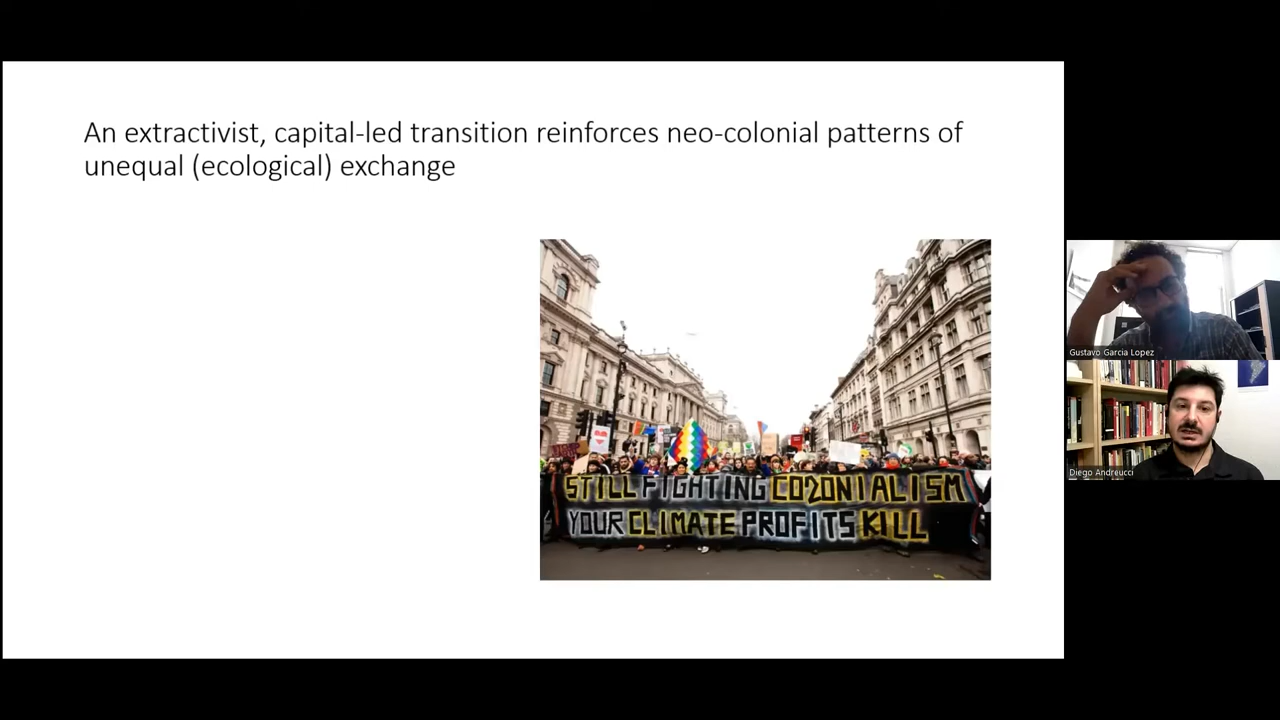 An extractivist, capital-led transition reinforces neo-colonial patterns of
unequal (ecological) exchange
STILL FIGHTING CO2ONIALISM
YOUR CLIMATE PROFITS KILL
Gustavo Garcia Lopez
Diego Andreucci